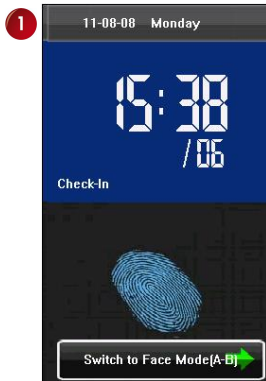 1
11-08-08 Monday
15:38
/06
Check-In
Switch to Face Mode(A-B)